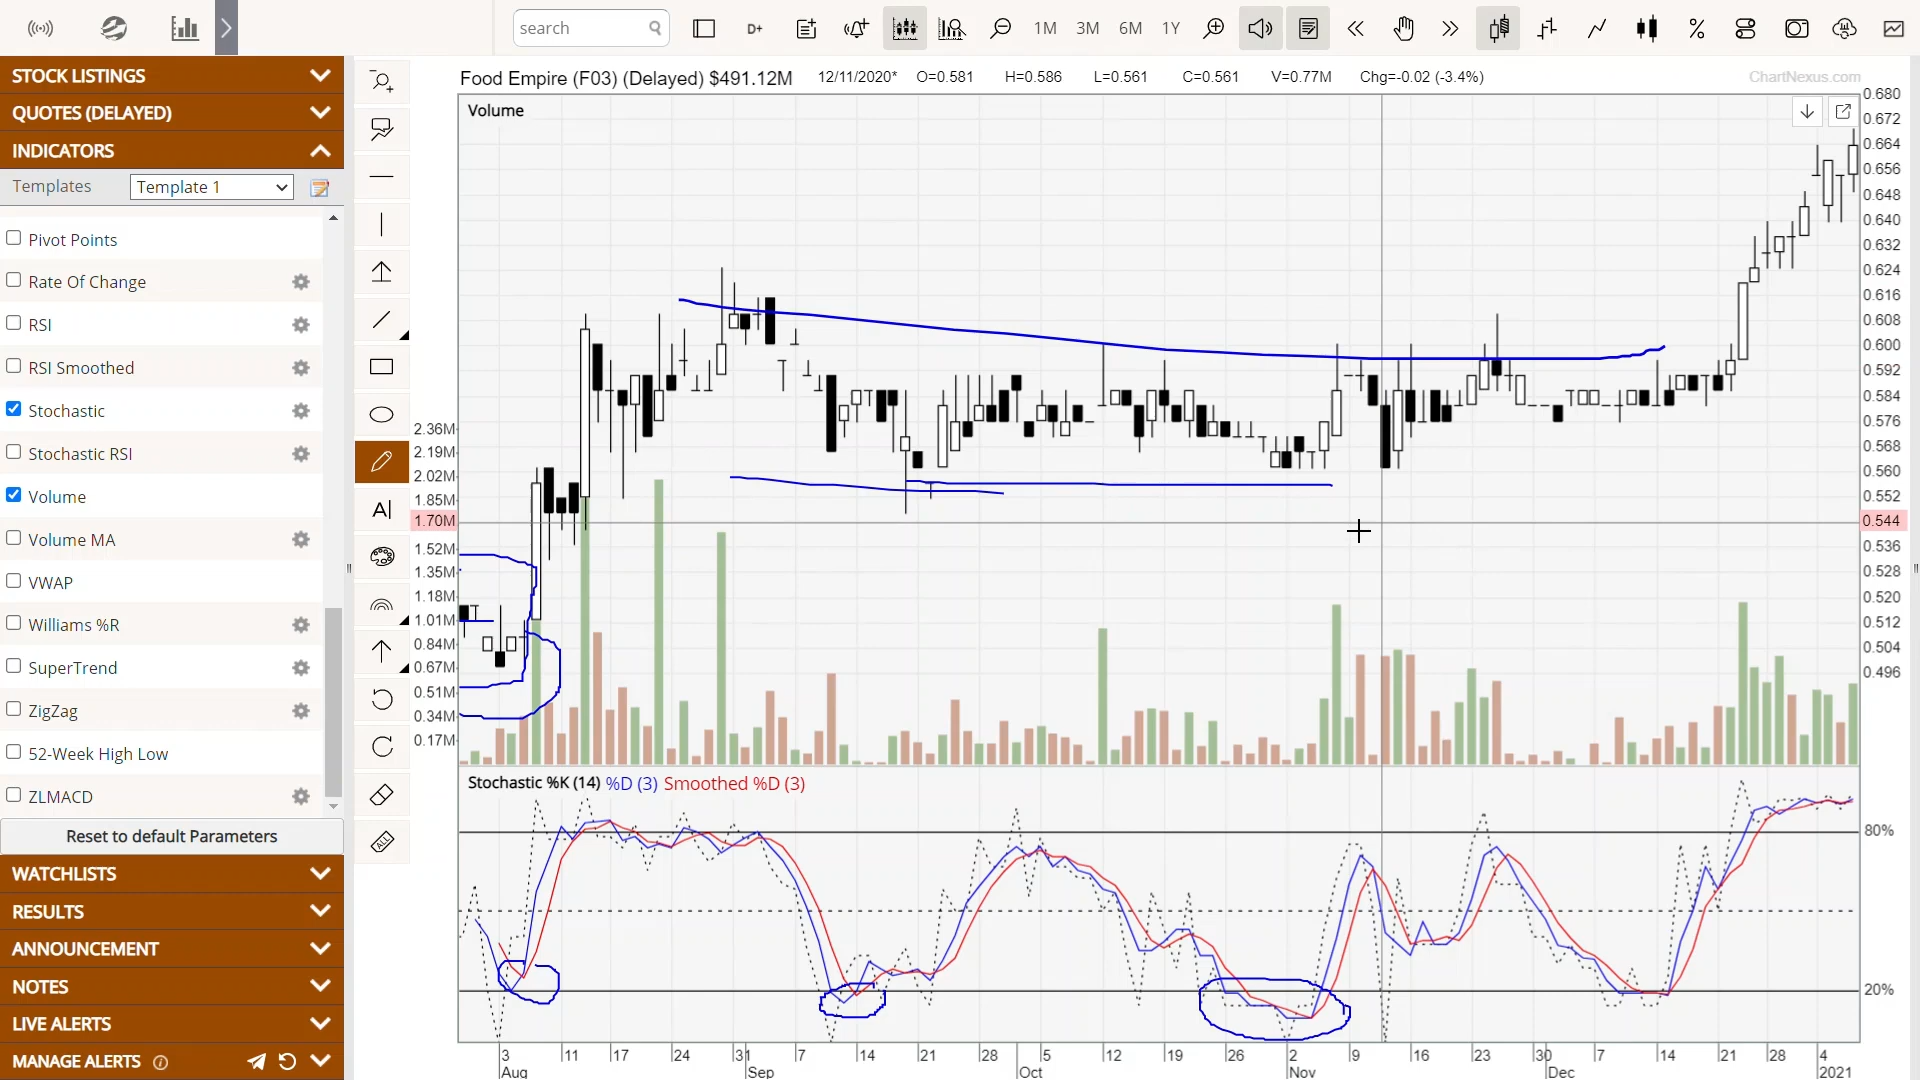 search
D+
1M 3M 6M 1Y
STOCK LISTINGS
QUOTES (DELAYED)
INDICATORS
Templates Template 1
Pivot Points
Rate Of Change
RSI
RSI Smoothed
Stochastic
Stochastic RSI
Volume
Volume MA
VWAP
Williams %R
SuperTrend
ZigZag
52-Week High Low
ZLMACD
Reset to default Parameters
WATCHLISTS
RESULTS
ANNOUNCEMENT
NOTES
LIVE ALERTS
MANAGE ALERTS
A
ALL
Food Empire (F03) (Delayed) $491.12M 12/11/2020* O=0.581 H=0.586 L=0.561 C=0.561 V=0.77M Chg=-0.02 (-3.4%)
ChartNexus.com
Volume
2.36M
2.19M
2.02M
1.85M
1.70M
1.52M
1.35M
1.18M
1.01M
0.84M
0.67M
0.51M
0.34M
0.17M
0.680
0.672
0.664
0.656
0.648
0.640
0.632
0.624
0.616
0.608
0.600
0.592
0.584
0.576
0.568
0.560
0.552
0.544
0.536
0.528
0.520
0.512
0.504
0.496
Stochastic %K (14) %D (3) Smoothed %D (3)
80%
20%
3 11 17 24 31 7 14 21 28 5 12 19 26 2 9 16 23 30 7 14 21 28 4
Aug Sep Oct Nov Dec 2021